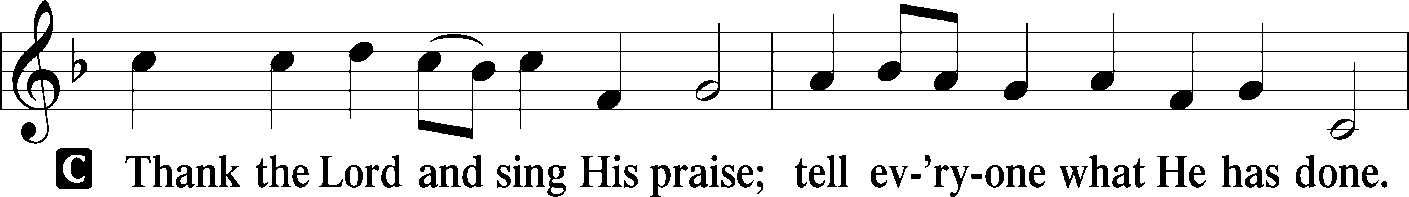 C Thank the Lord and sing His praise; tell ev-'ry-one what He has done.